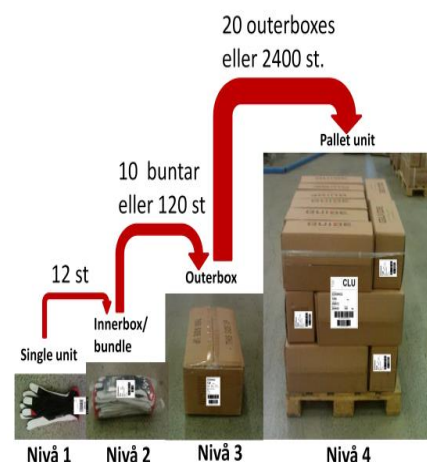 20 outerboxes
eller 2400 st.
Pallet unit
10 buntar
eller 120 st
Outerbox
12 st
Innerbox/
bundle
Single unit
CLU
Nivå 1
Nivå 2
Nivå 3
Nivå 4